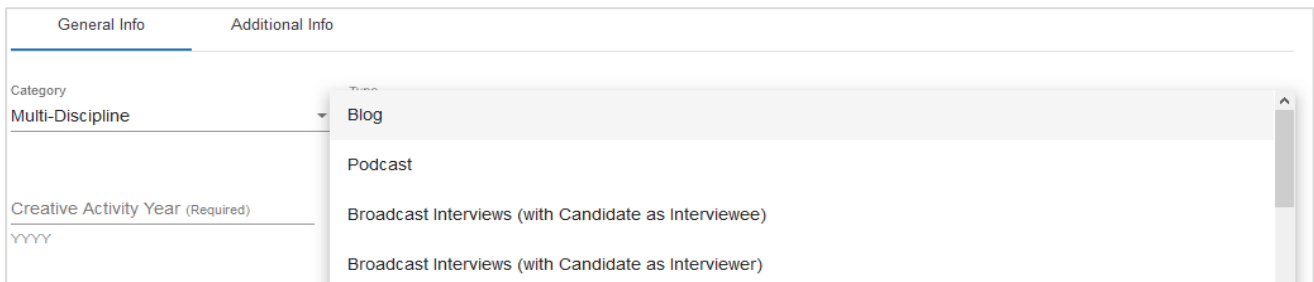 General Info Additional Info
Category
Multi-Discipline
Blog
Podcast
Creative Activity Year (Required)
Broadcast Interviews (with Candidate as Interviewee)
YYYY
Broadcast Interviews (with Candidate as Interviewer)